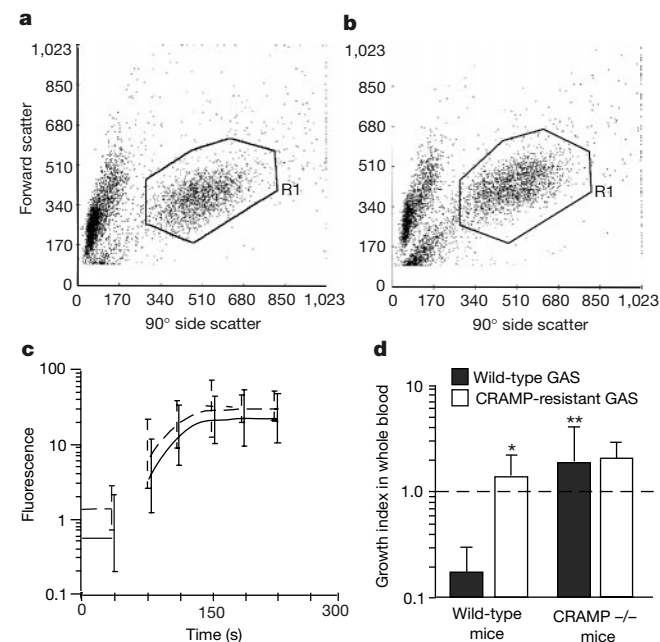 a
1,023
850
680
510
340
170
0
Forward scatter
R1
0 170 340 510 680 850 1,023
90° side scatter
b
1,023
850
680
510
340
170
0
R1
0 170 340 510 680 850 1,023
90° side scatter
c
100
10
1
0.1
Fluorescence
0 150 300
Time (s)
d
Wild-type GAS
CRAMP-resistant GAS
10
1.0
0.1
Growth index in whole blood
*
**
Wild-type
mice
CRAMP –/–
mice